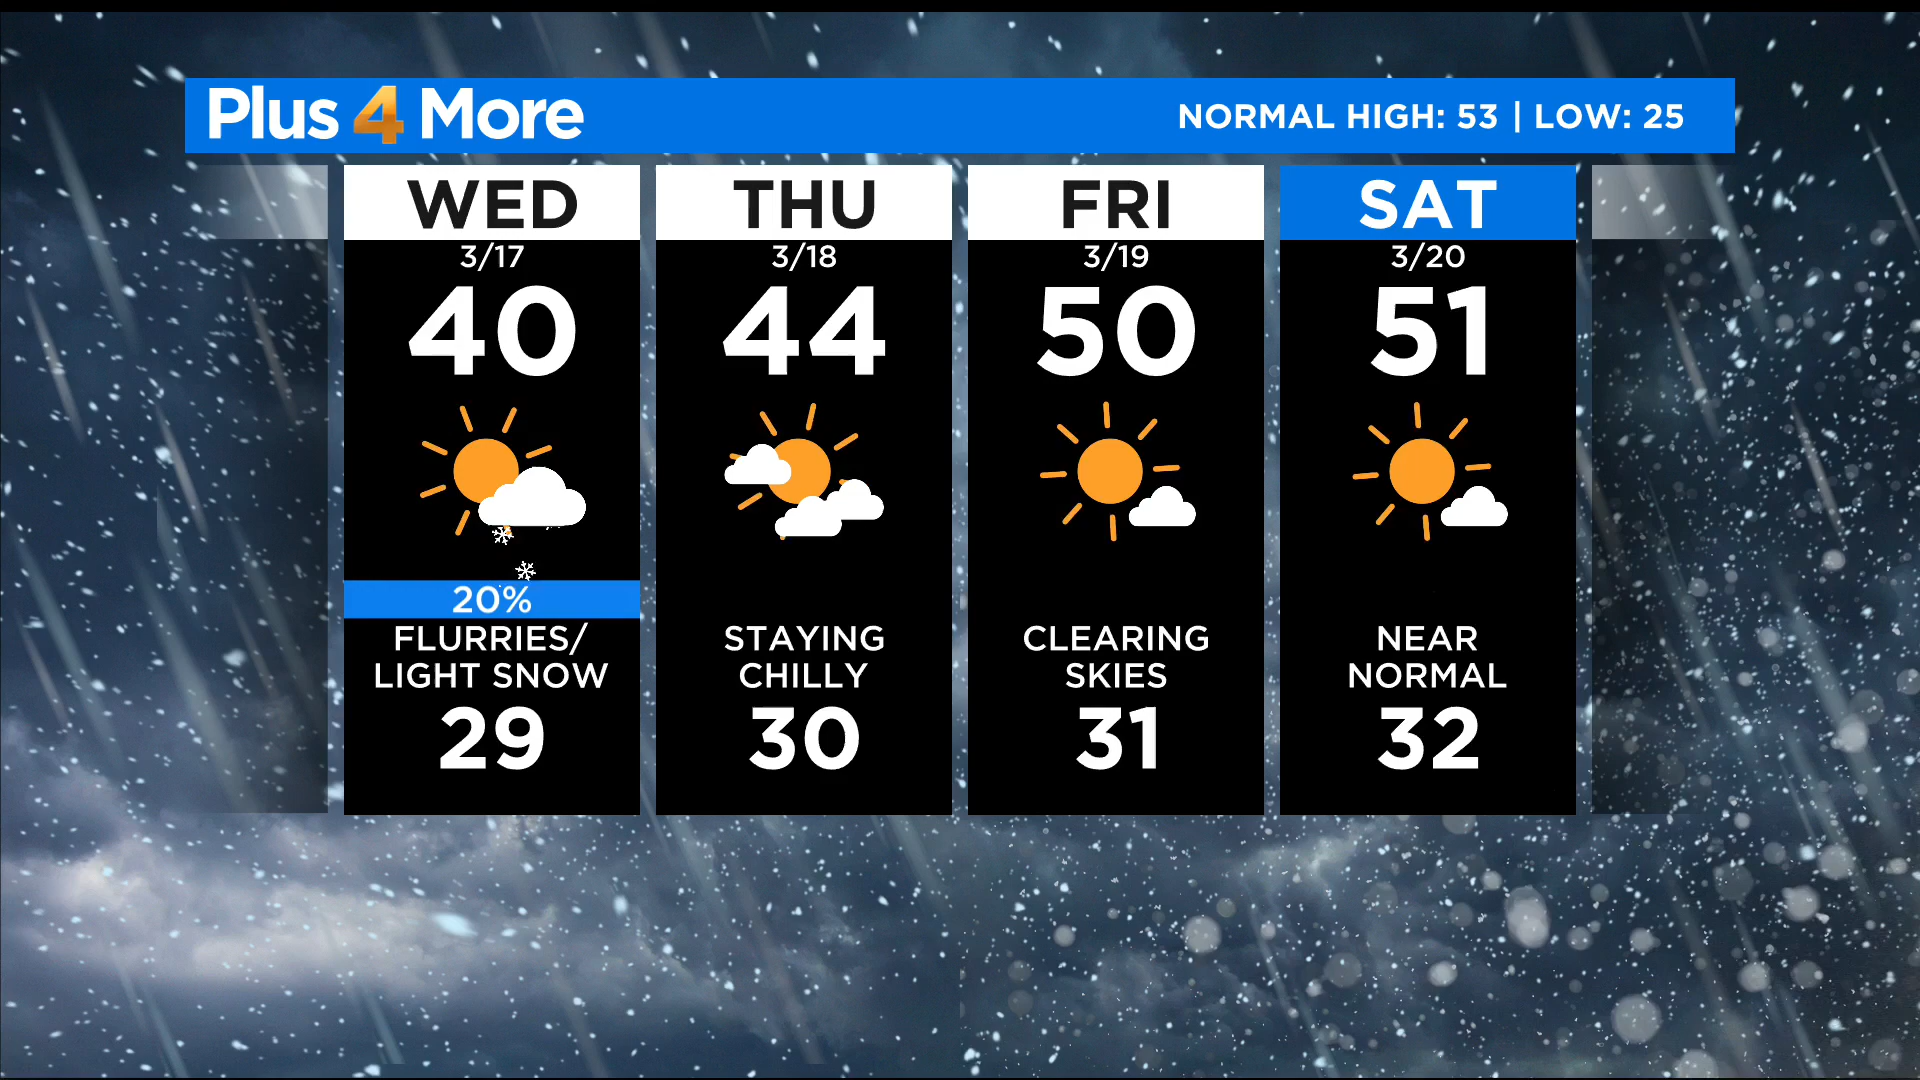 Plus 4 More
NORMAL HIGH: 53 | LOW: 25
WED
3/17
40
20%
FLURRIES/
LIGHT SNOW
29
THU
3/18
44
STAYING
CHILLY
30
FRI
3/19
50
CLEARING
SKIES
31
SAT
3/20
51
NEAR
NORMAL
32